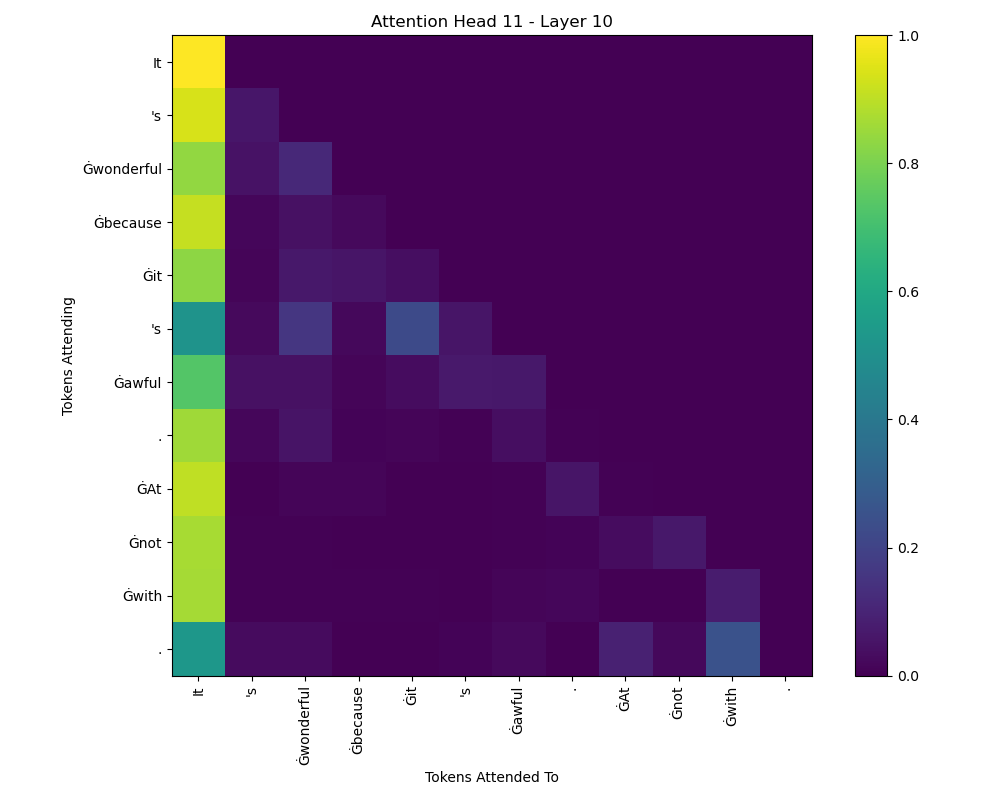 Attention Head 11 - Layer 10
It
's
Ġwonderful
Ġbecause
Ġit
's
Ġawful
.
ĠAt
Ġnot
Ġwith
.
Tokens Attending
It
's
Ġwonderful
Ġbecause
Ġit
's
Ġawful
.
ĠAt
Ġnot
Ġwith
.
Tokens Attended To
1.0
0.8
0.6
0.4
0.2
0.0